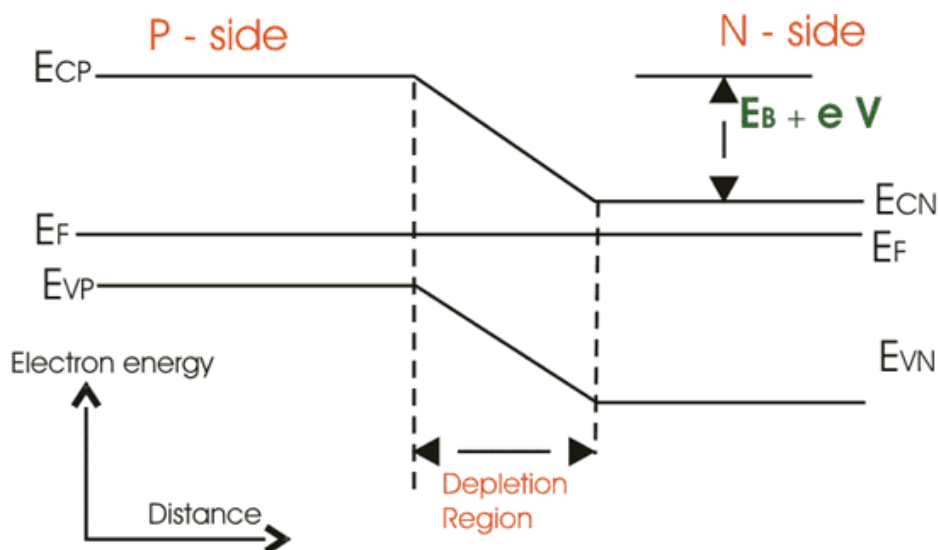 P - side
N - side
ECP
EB + e V
ECN
EF
EF
EVP
EVN
Electron energy
Depletion
Region
Distance